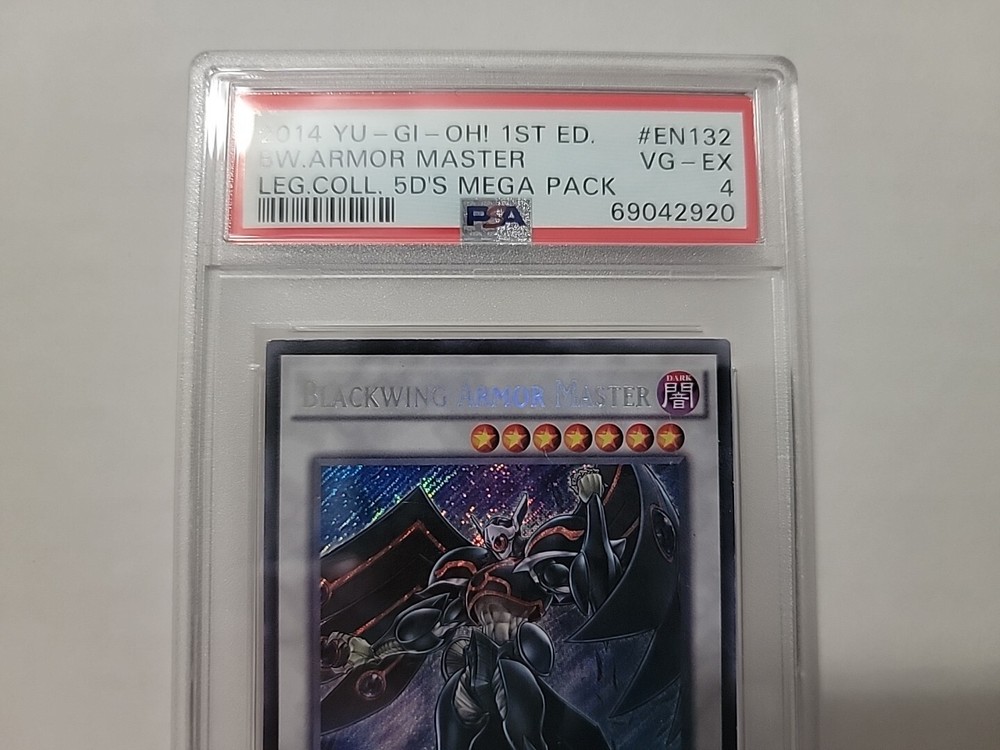 2014 YU-GI-OH! 1ST ED. #EN132
BW.ARMOR MASTER VG-EX
LEG.COLL. 5D'S MEGA PACK 4
PSA 69042920
BLACKWING ARMOR MASTER
DARK
闇